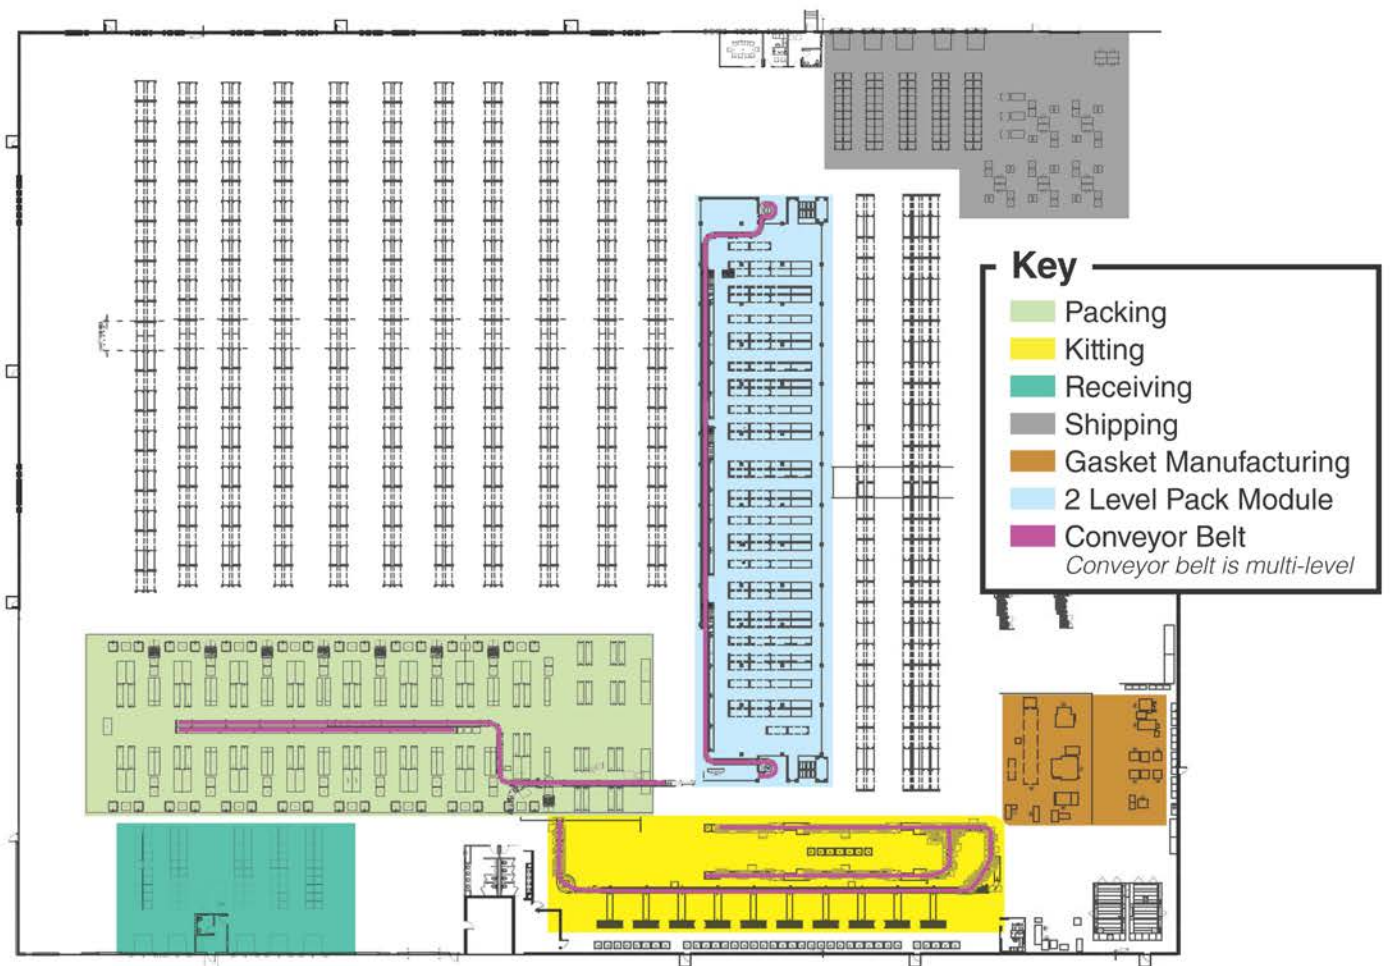 Key
Packing
Kitting
Receiving
Shipping
Gasket Manufacturing
2 Level Pack Module
Conveyor Belt
Conveyor belt is multi-level